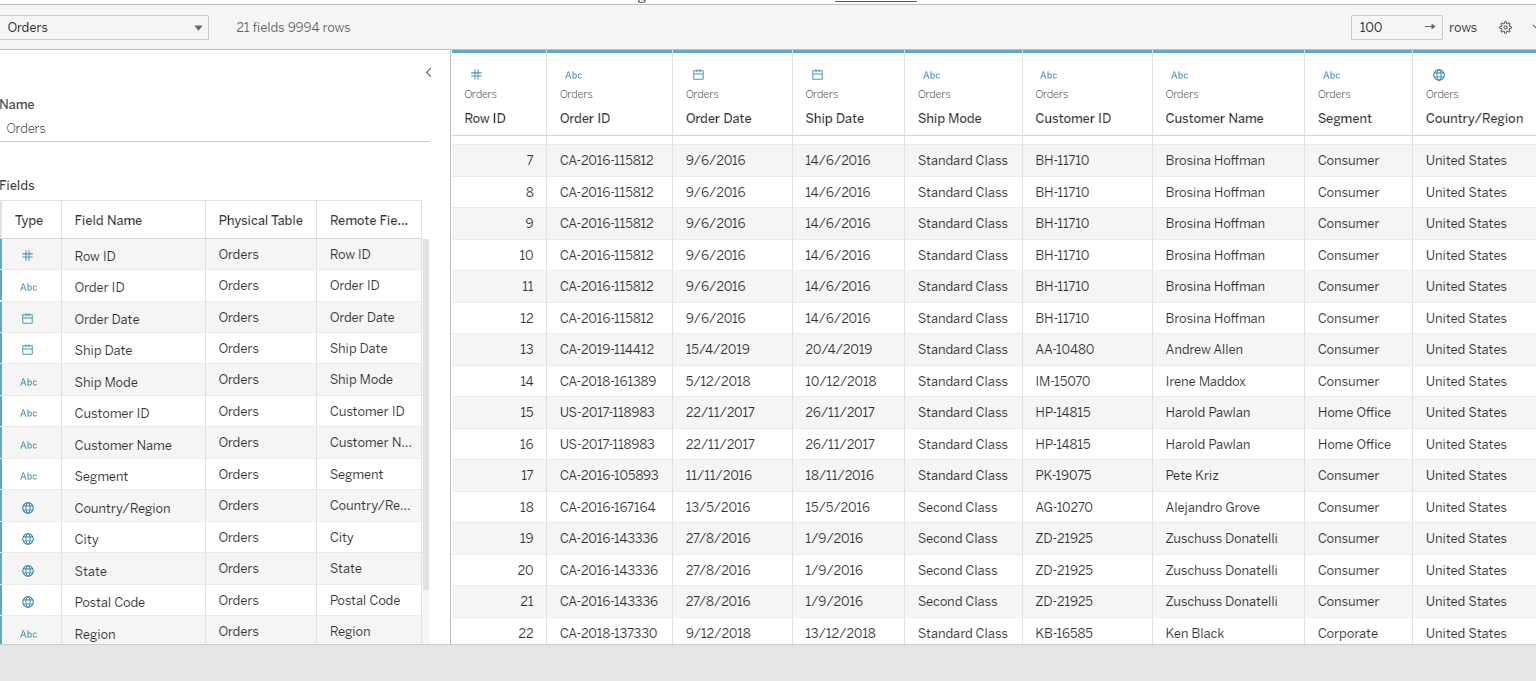 Orders
21 fields 9994 rows
100 → rows
Name
Orders
Fields
Type Field Name Physical Table Remote Fie...
# Row ID Orders Row ID
Abc Order ID Orders Order ID
Order Date Orders Order Date
Ship Date Orders Ship Date
Abc Ship Mode Orders Ship Mode
Abc Customer ID Orders Customer ID
Abc Customer Name Orders Customer N...
Abc Segment Orders Segment
Country/Region Orders Country/Re...
City Orders City
State Orders State
Postal Code Orders Postal Code
Abc Region Orders Region
# Abc Abc Abc Abc Abc
Orders Orders Orders Orders Orders Orders Orders Orders Orders
Row ID Order ID Order Date Ship Date Ship Mode Customer ID Customer Name Segment Country/Region
7 CA-2016-115812 9/6/2016 14/6/2016 Standard Class BH-11710 Brosina Hoffman Consumer United States
8 CA-2016-115812 9/6/2016 14/6/2016 Standard Class BH-11710 Brosina Hoffman Consumer United States
9 CA-2016-115812 9/6/2016 14/6/2016 Standard Class BH-11710 Brosina Hoffman Consumer United States
10 CA-2016-115812 9/6/2016 14/6/2016 Standard Class BH-11710 Brosina Hoffman Consumer United States
11 CA-2016-115812 9/6/2016 14/6/2016 Standard Class BH-11710 Brosina Hoffman Consumer United States
12 CA-2016-115812 9/6/2016 14/6/2016 Standard Class BH-11710 Brosina Hoffman Consumer United States
13 CA-2019-114412 15/4/2019 20/4/2019 Standard Class AA-10480 Andrew Allen Consumer United States
14 CA-2018-161389 5/12/2018 10/12/2018 Standard Class IM-15070 Irene Maddox Consumer United States
15 US-2017-118983 22/11/2017 26/11/2017 Standard Class HP-14815 Harold Pawlan Home Office United States
16 US-2017-118983 22/11/2017 26/11/2017 Standard Class HP-14815 Harold Pawlan Home Office United States
17 CA-2016-105893 11/11/2016 18/11/2016 Standard Class PK-19075 Pete Kriz Consumer United States
18 CA-2016-167164 13/5/2016 15/5/2016 Second Class AG-10270 Alejandro Grove Consumer United States
19 CA-2016-143336 27/8/2016 1/9/2016 Second Class ZD-21925 Zuschuss Donatelli Consumer United States
20 CA-2016-143336 27/8/2016 1/9/2016 Second Class ZD-21925 Zuschuss Donatelli Consumer United States
21 CA-2016-143336 27/8/2016 1/9/2016 Second Class ZD-21925 Zuschuss Donatelli Consumer United States
22 CA-2018-137330 9/12/2018 13/12/2018 Standard Class KB-16585 Ken Black Corporate United States